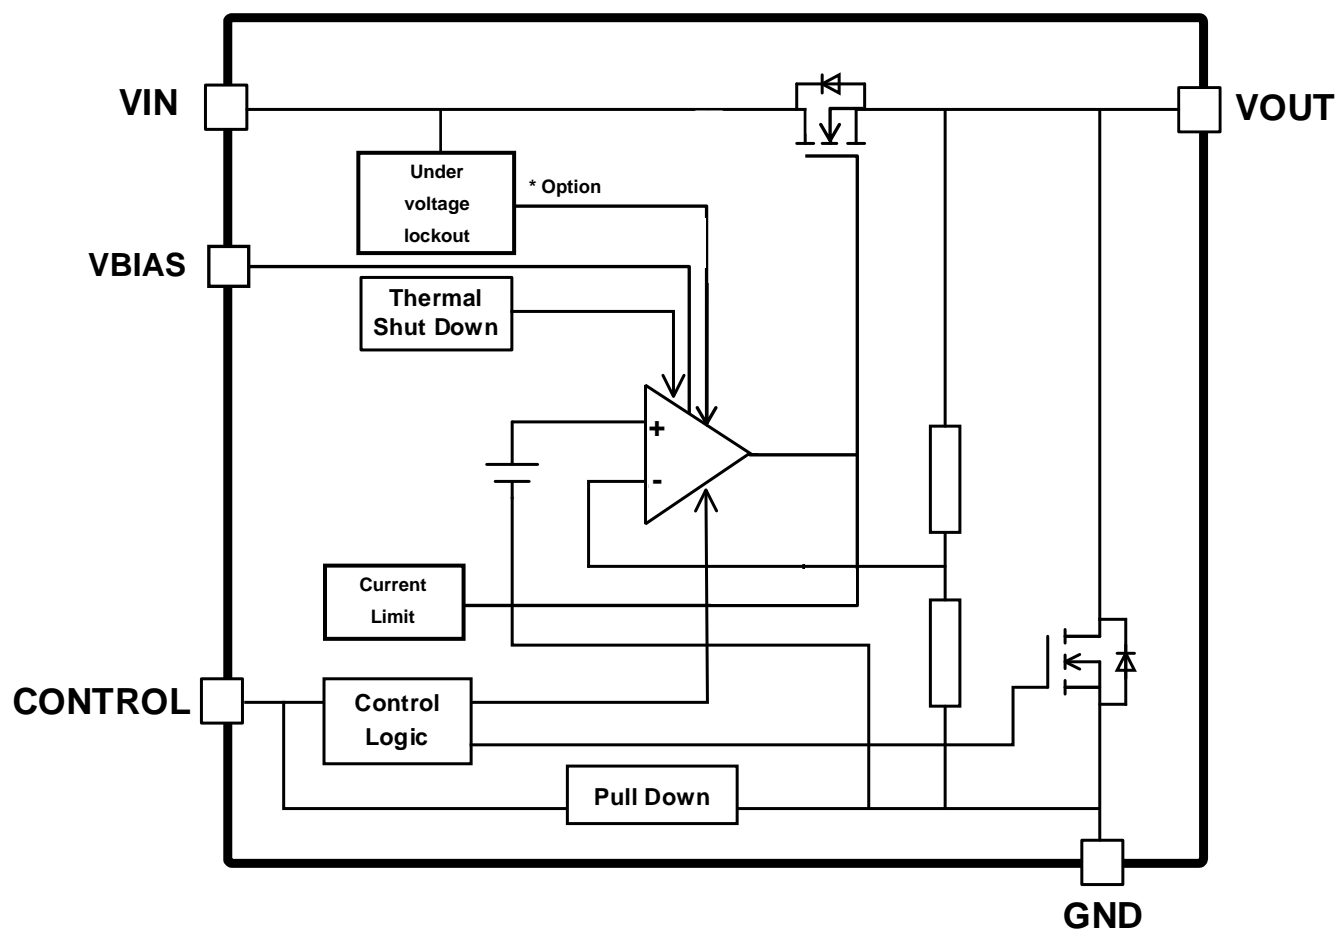 VIN
VOUT
Under
voltage
lockout
* Option
VBIAS
Thermal
Shut Down
+
-
Current
Limit
CONTROL
Control
Logic
Pull Down
GND